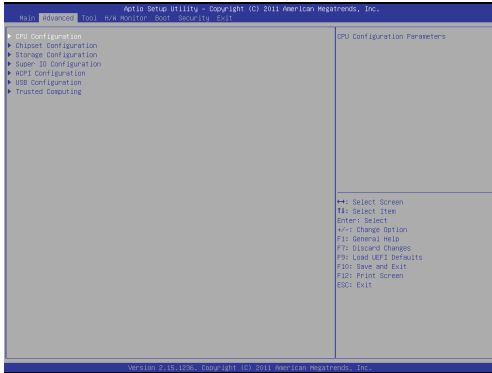 Aptio Setup Utility – Copyright (C) 2011 American Megatrends, Inc.
Main Advanced Tool H/W Monitor Boot Security Exit
CPU Configuration
Chipset Configuration
Storage Configuration
Super IO Configuration
ACPI Configuration
USB Configuration
Trusted Computing
CPU Configuration Parameters
↔: Select Screen
↑↓: Select Item
Enter: Select
+/-: Change Option
F1: General Help
F7: Discard Changes
F9: Load UEFI Defaults
F10: Save and Exit
F12: Print Screen
ESC: Exit
Version 2.15.1236. Copyright (C) 2011 American Megatrends, Inc.